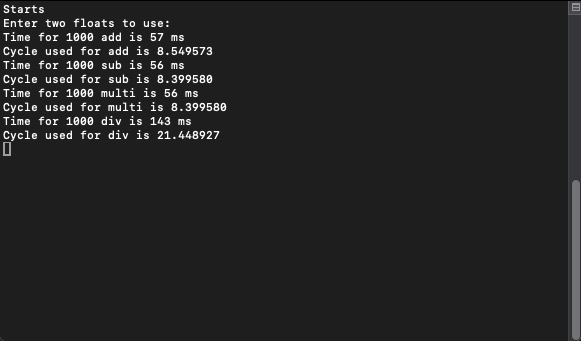 Starts
Enter two floats to use:
Time for 1000 add is 57 ms
Cycle used for add is 8.549573
Time for 1000 sub is 56 ms
Cycle used for sub is 8.399580
Time for 1000 multi is 56 ms
Cycle used for multi is 8.399580
Time for 1000 div is 143 ms
Cycle used for div is 21.448927